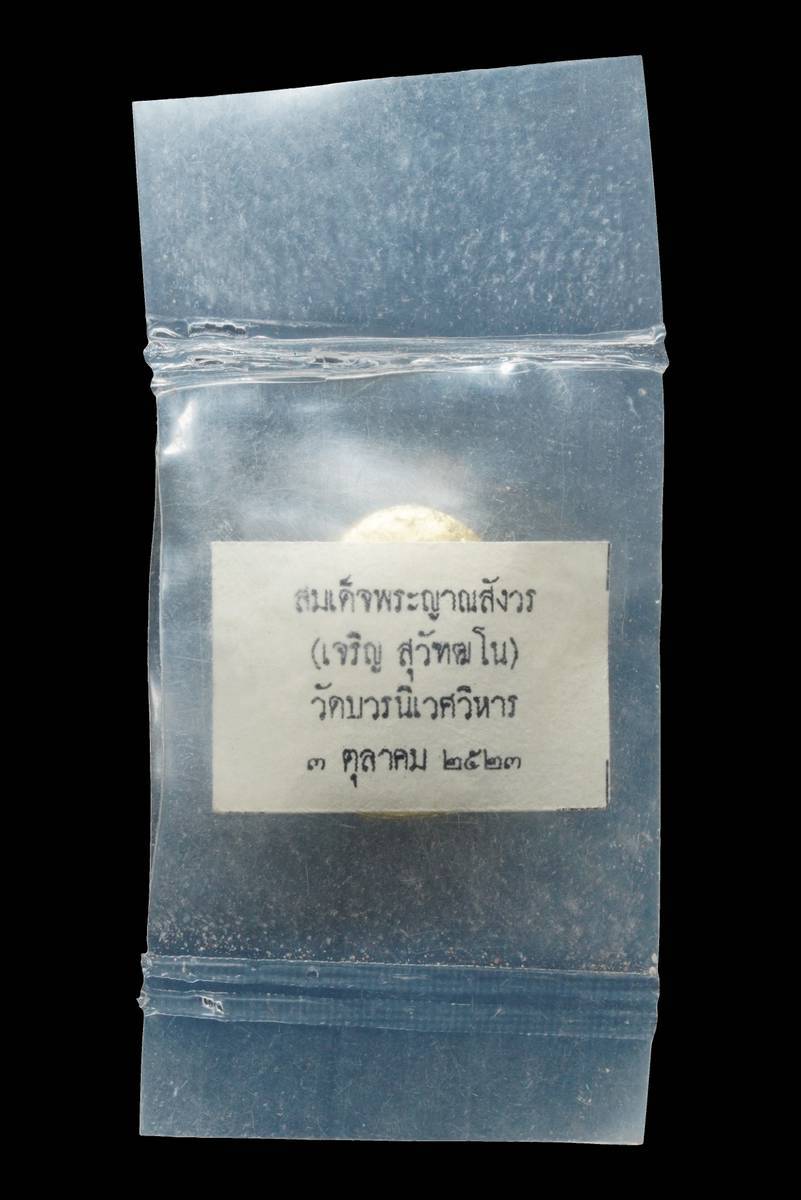 สมเด็จพระญาณสังวร
(เจริญ สุวัฑฒโน)
วัดบวรนิเวศวิหาร
๓ ตุลาคม ๒๕๒๓